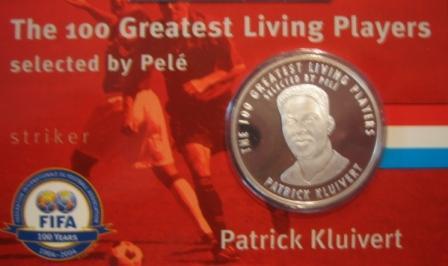 The 100 Greatest Living Players
selected by Pelé
striker
THE 100 GREATEST LIVING PLAYERS
SELECTED BY PELÉ
PATRICK KLUIVERT
FIFA
100 YEARS
1904 - 2004
Patrick Kluivert